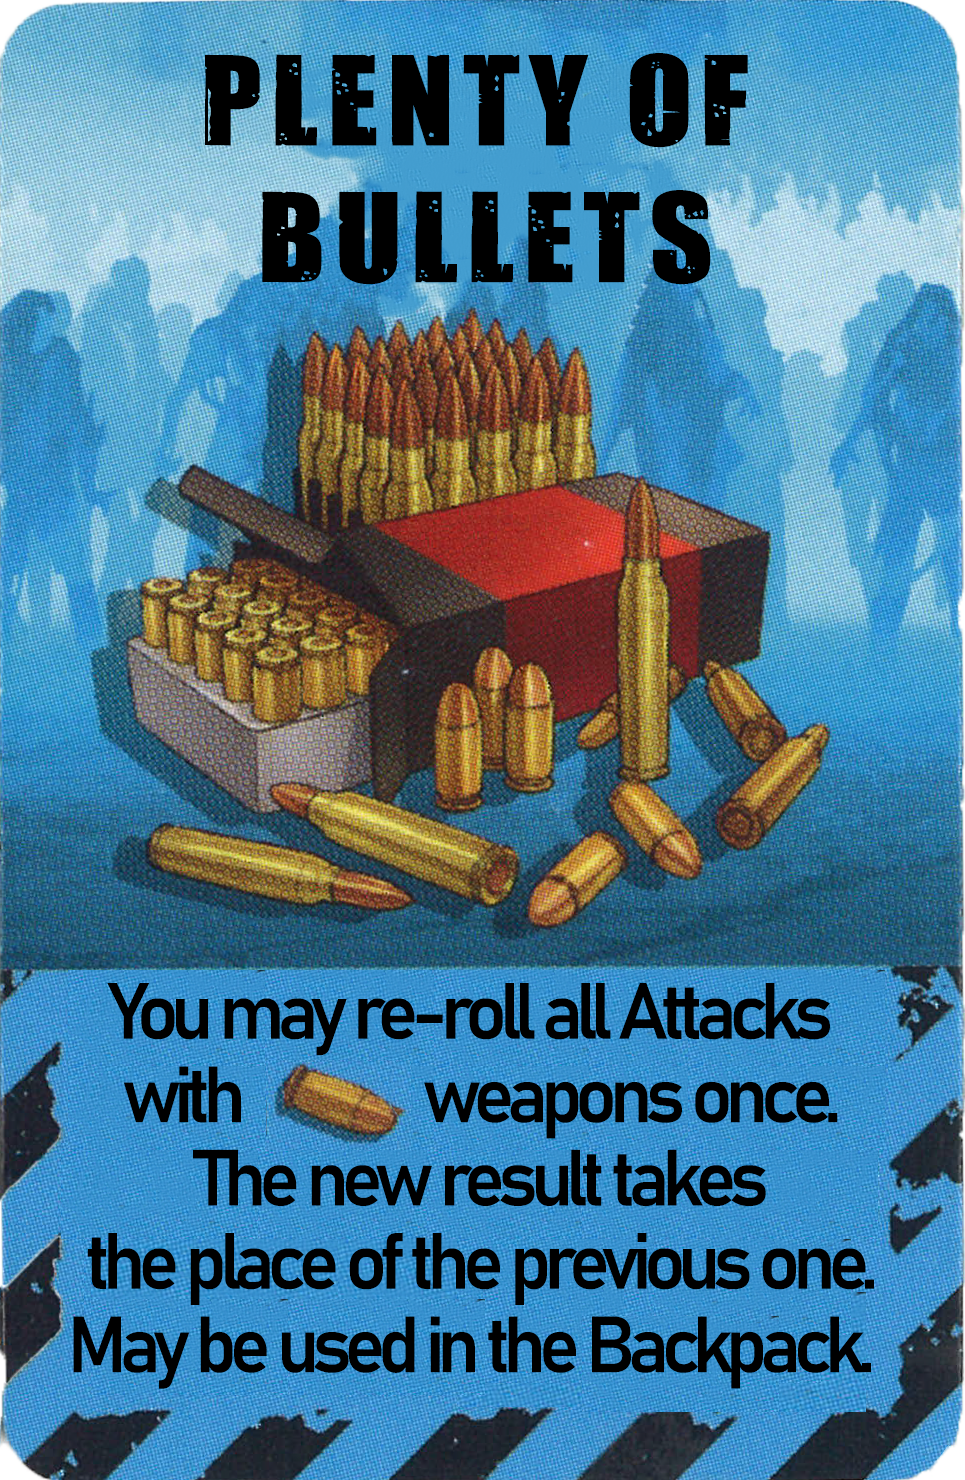 PLENTY OF
BULLETS
You may re-roll all Attacks
with weapons once.
The new result takes
the place of the previous one.
May be used in the Backpack.